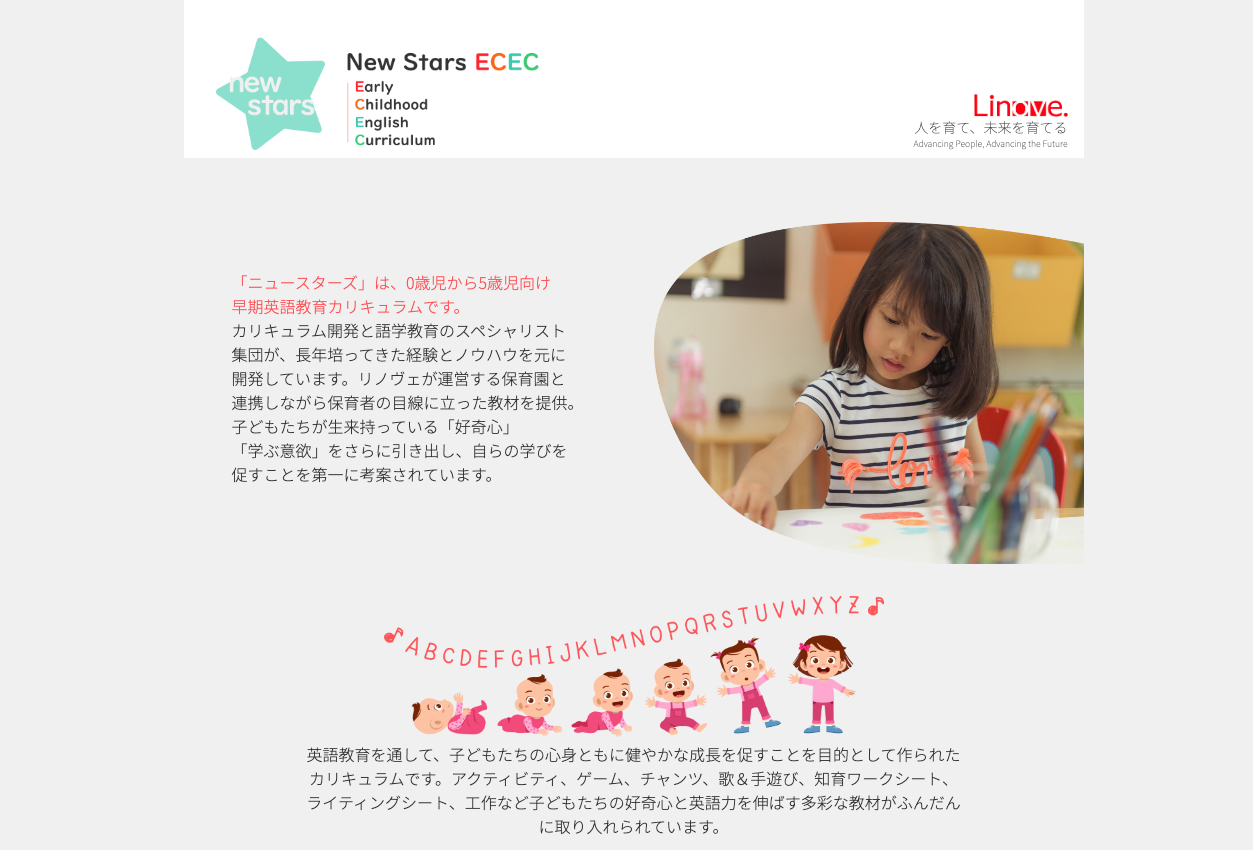 new
stars
New Stars ECEC
Early
Childhood
English
Curriculum
Linove.
人を育て、未来を育てる
Advancing People, Advancing the Future
「ニュースターズ」は、0歳児から5歳児向け
早期英語教育カリキュラムです。
カリキュラム開発と語学教育のスペシャリスト
集団が、長年培ってきた経験とノウハウを元に
開発しています。リノヴェが運営する保育園と
連携しながら保育者の目線に立った教材を提供。
子どもたちが生来持っている「好奇心」
「学ぶ意欲」をさらに引き出し、自らの学びを
促すことを第一に考案されています。
ABCDEFGHIJKLMNOPQRSTUVWXYZ
英語教育を通して、子どもたちの心身ともに健やかな成長を促すことを目的として作られた
カリキュラムです。アクティビティ、ゲーム、チャンツ、歌＆手遊び、知育ワークシート、
ライティングシート、工作など子どもたちの好奇心と英語力を伸ばす多彩な教材がふんだん
に取り入れられています。